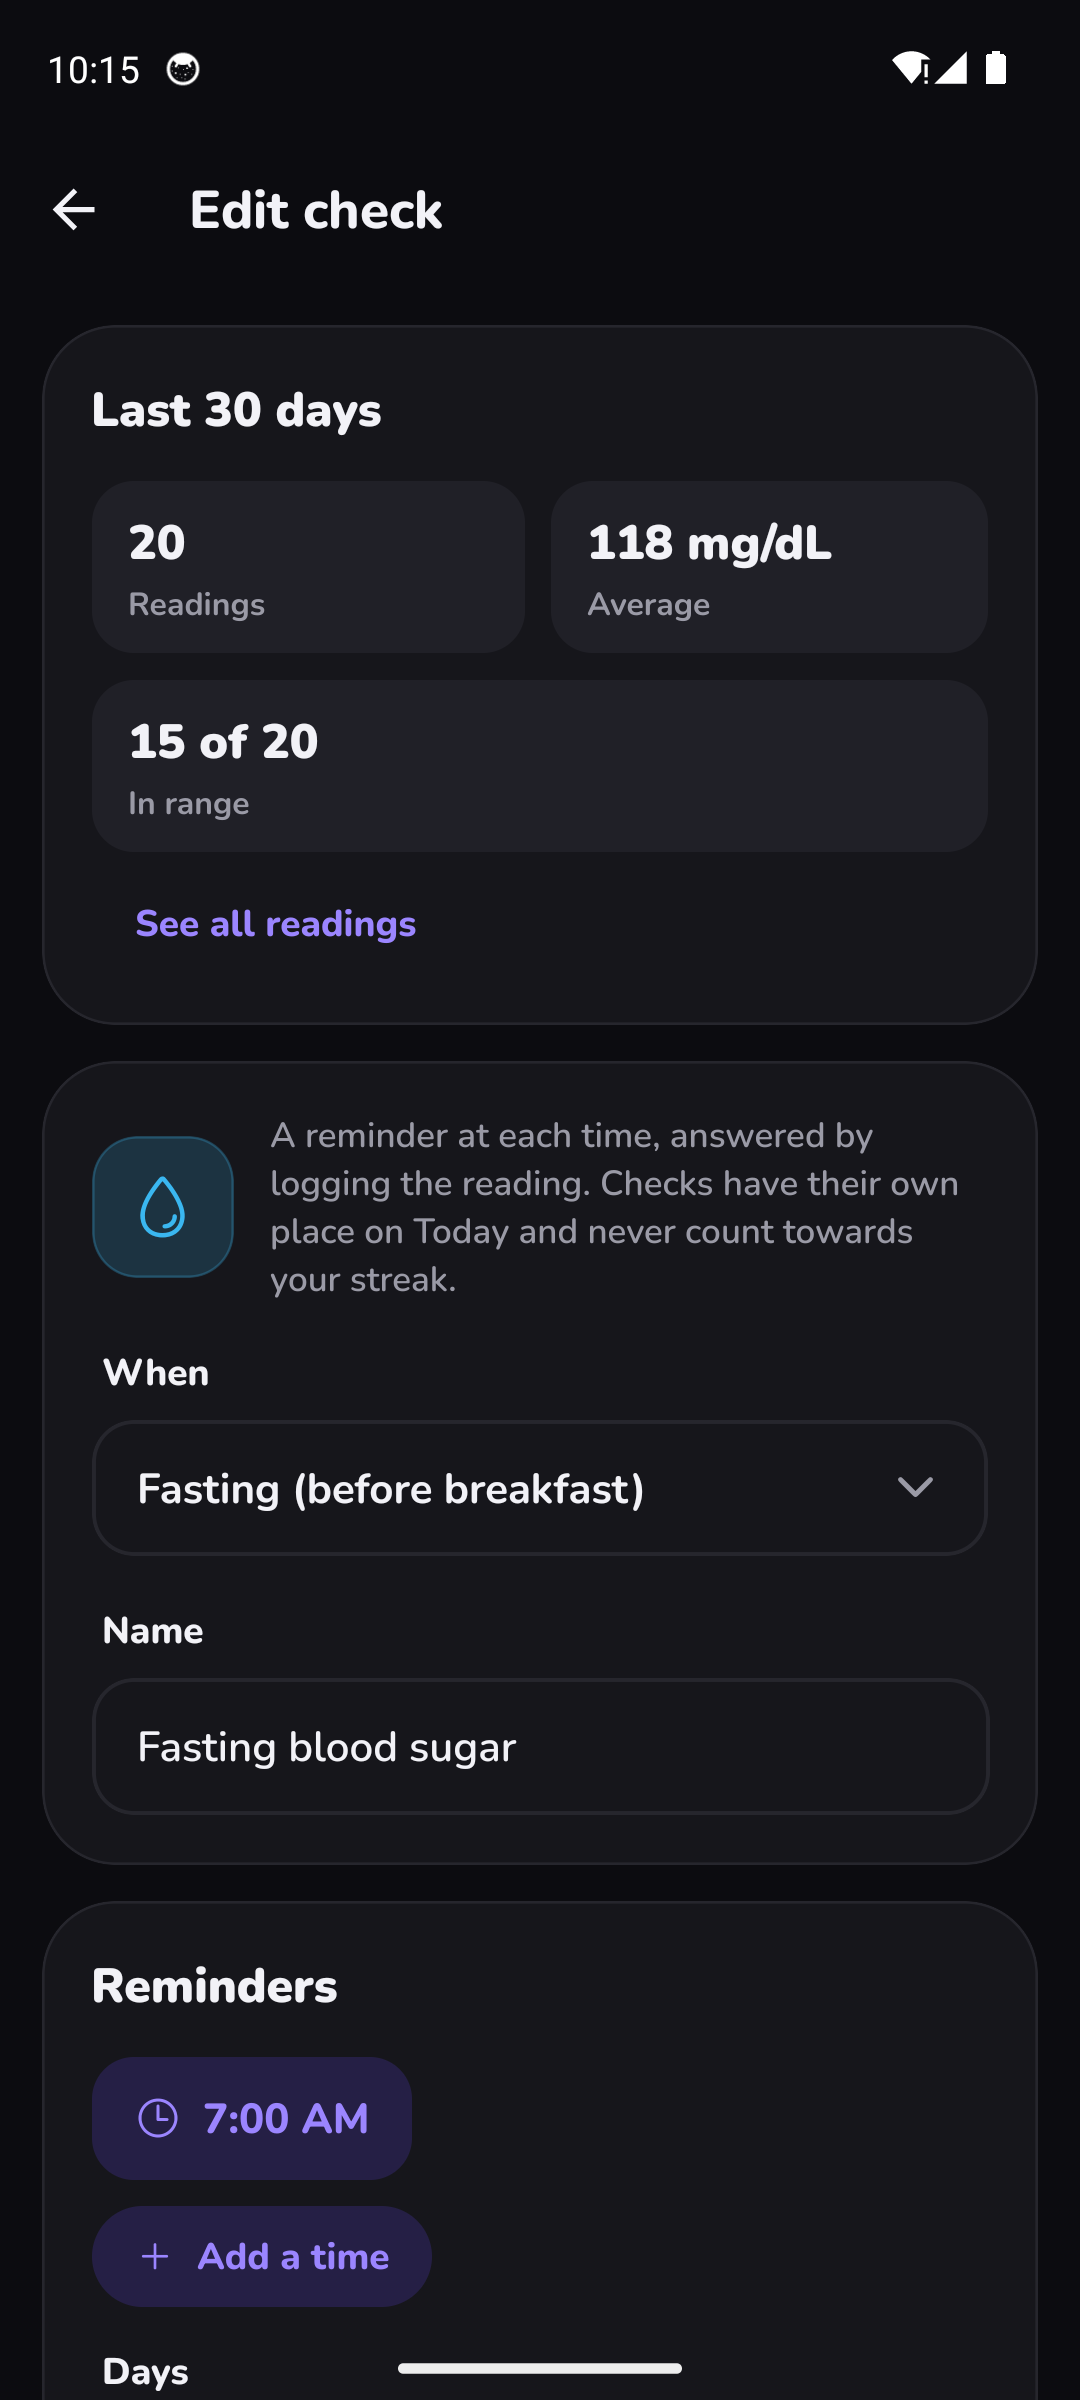 10:15
Edit check
Last 30 days
20
Readings
118 mg/dL
Average
15 of 20
In range
See all readings
A reminder at each time, answered by
logging the reading. Checks have their own
place on Today and never count towards
your streak.
When
Fasting (before breakfast)
Name
Fasting blood sugar
Reminders
7:00 AM
Add a time
Days